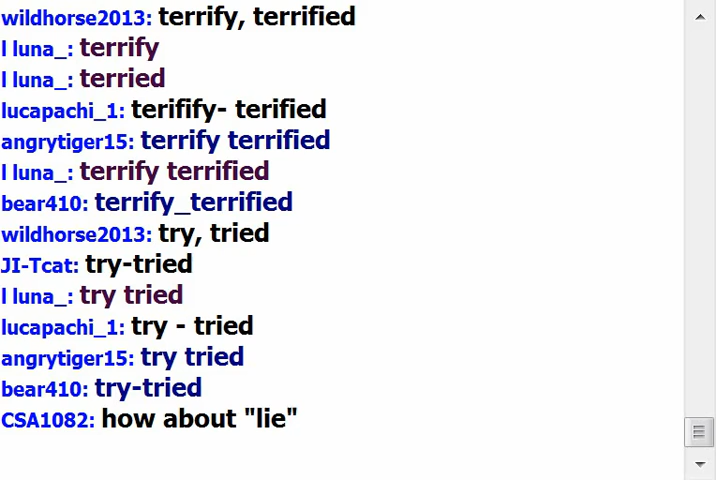 wildhorse2013: terrify, terrified
l luna_: terrify
l luna_: terried
lucapachi_1: terifify- terified
angrytiger15: terrify terrified
l luna_: terrify terrified
bear410: terrify_terrified
wildhorse2013: try, tried
JI-Tcat: try-tried
l luna_: try tried
lucapachi_1: try - tried
angrytiger15: try tried
bear410: try-tried
CSA1082: how about "lie"